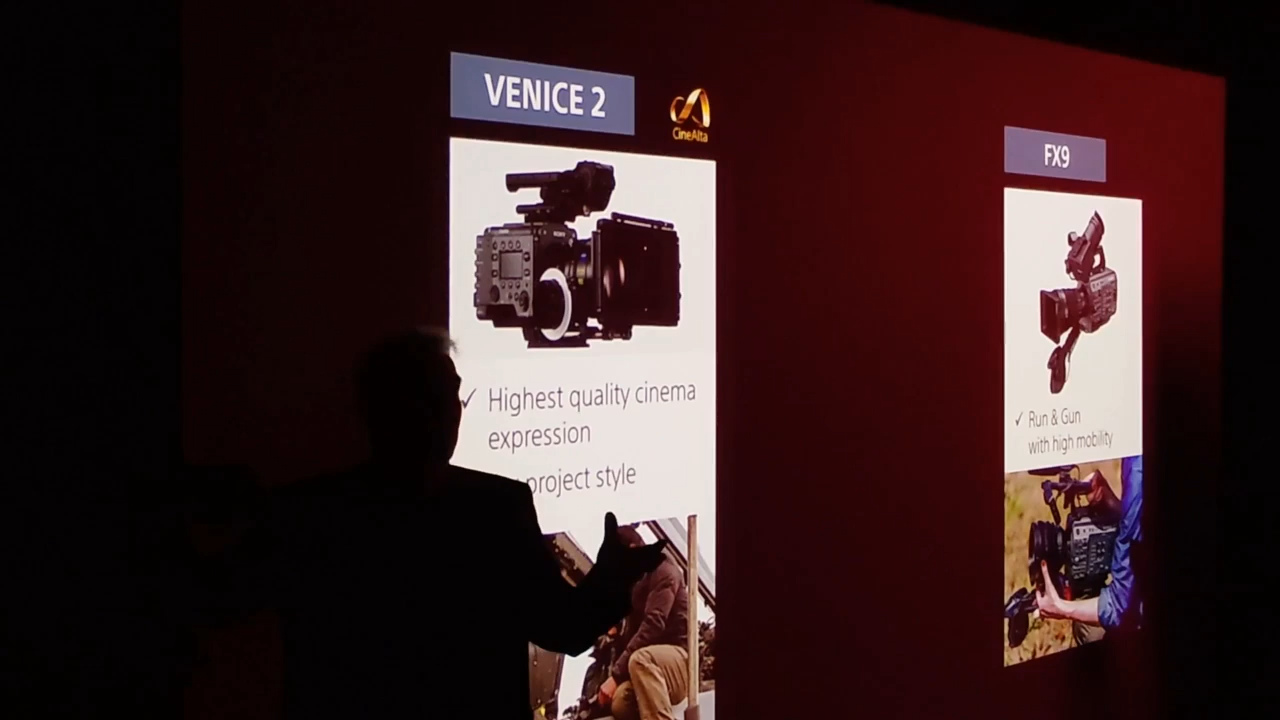 VENICE 2
CineAlta
✓ Highest quality cinema
expression
project style
FX9
✓ Run & Gun
with high mobility